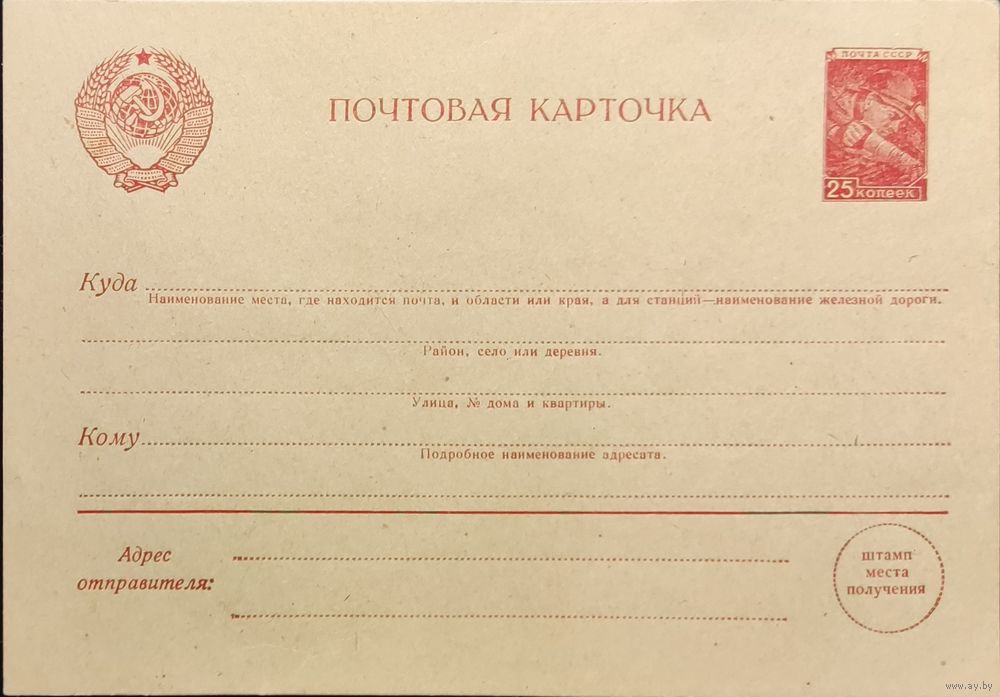 ПОЧТОВАЯ КАРТОЧКА
ПОЧТА СССР
25 КОПЕЕК
Куда
Наименование места, где находится почта, и области или края, а для станций—наименование железной дороги.
Район, село или деревня.
Улица, № дома и квартиры.
Кому
Подробное наименование адресата.
Адрес
отправителя:
штамп
места
получения
www.ay.by